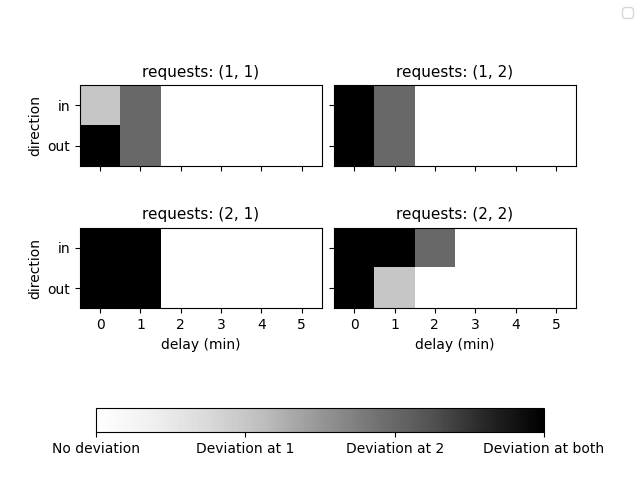 requests: (1, 1)
requests: (1, 2)
direction
in
out
requests: (2, 1)
requests: (2, 2)
direction
in
out
0 1 2 3 4 5
0 1 2 3 4 5
delay (min)
delay (min)
No deviation
Deviation at 1
Deviation at 2
Deviation at both